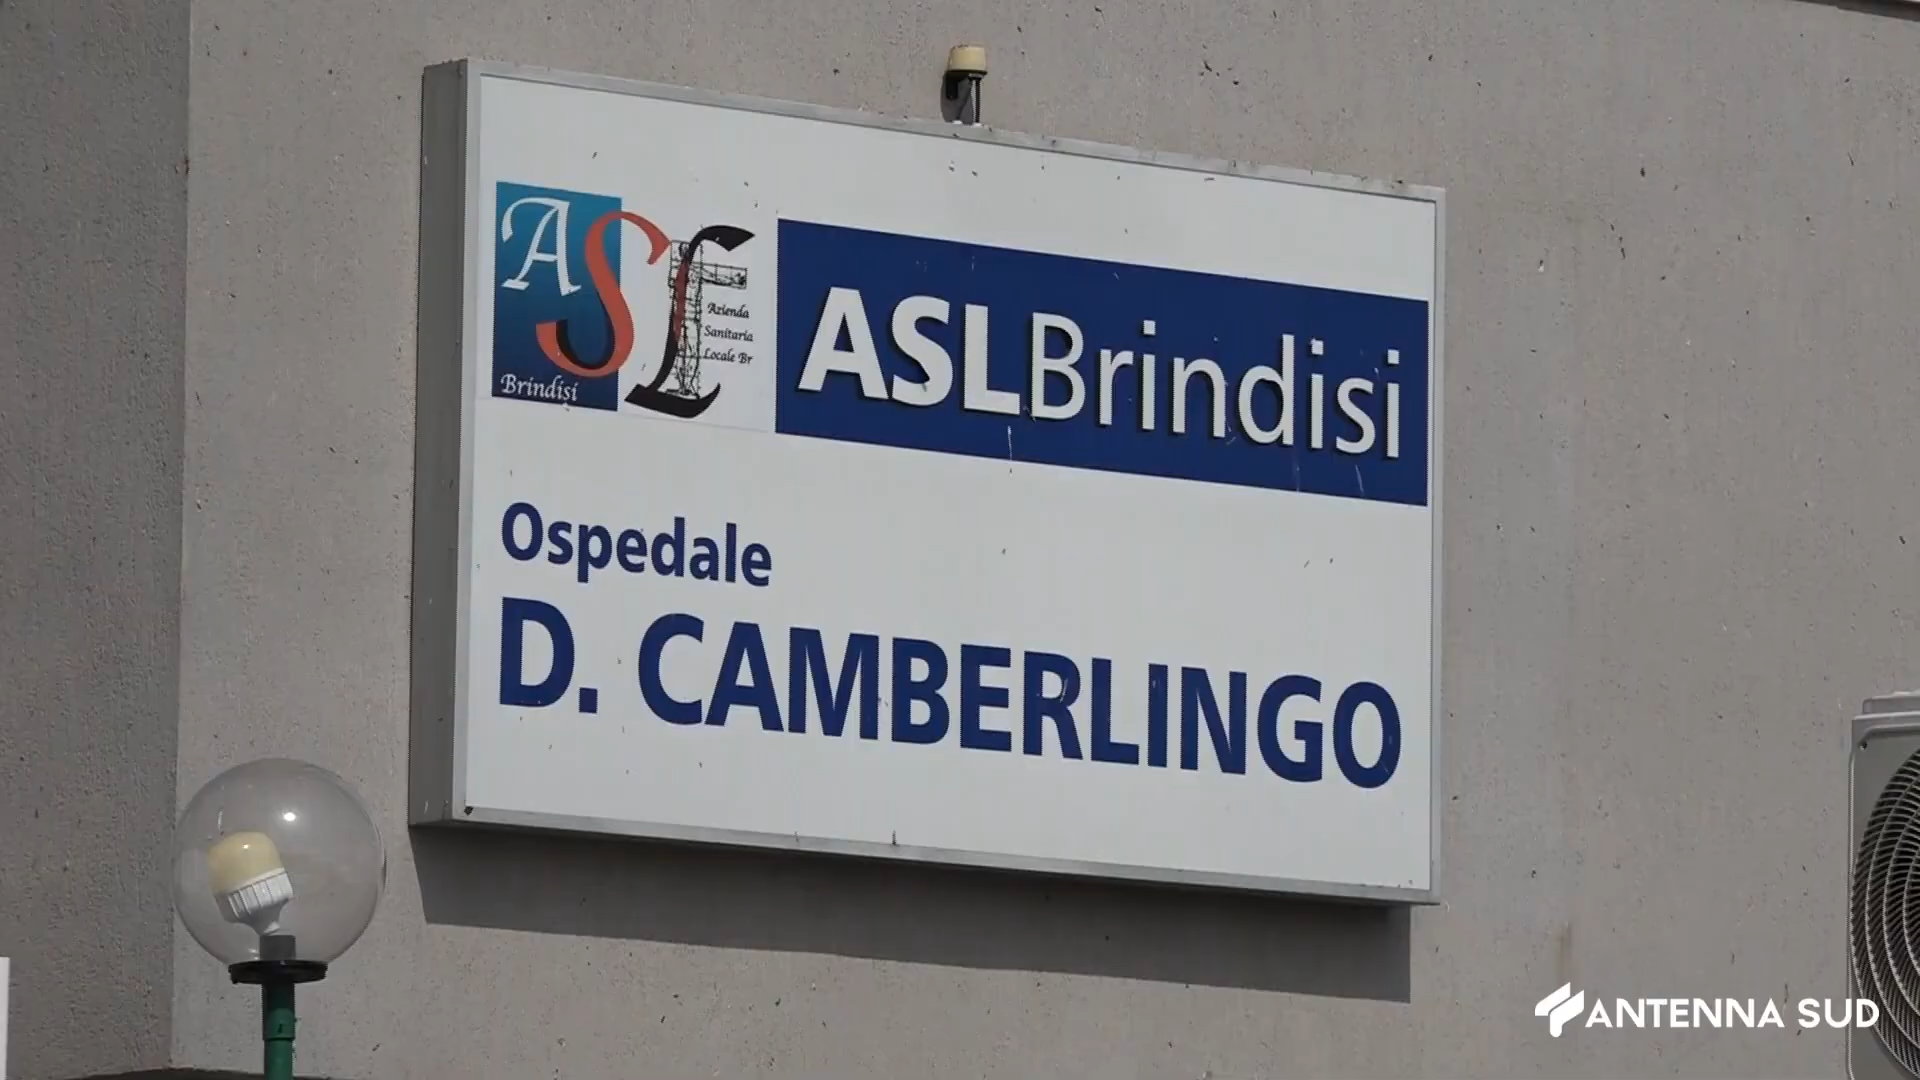 ASL
Azienda
Sanitaria
Locale Br
Brindisi
ASLBrindisi
Ospedale
D. CAMBERLINGO
ANTENNA SUD